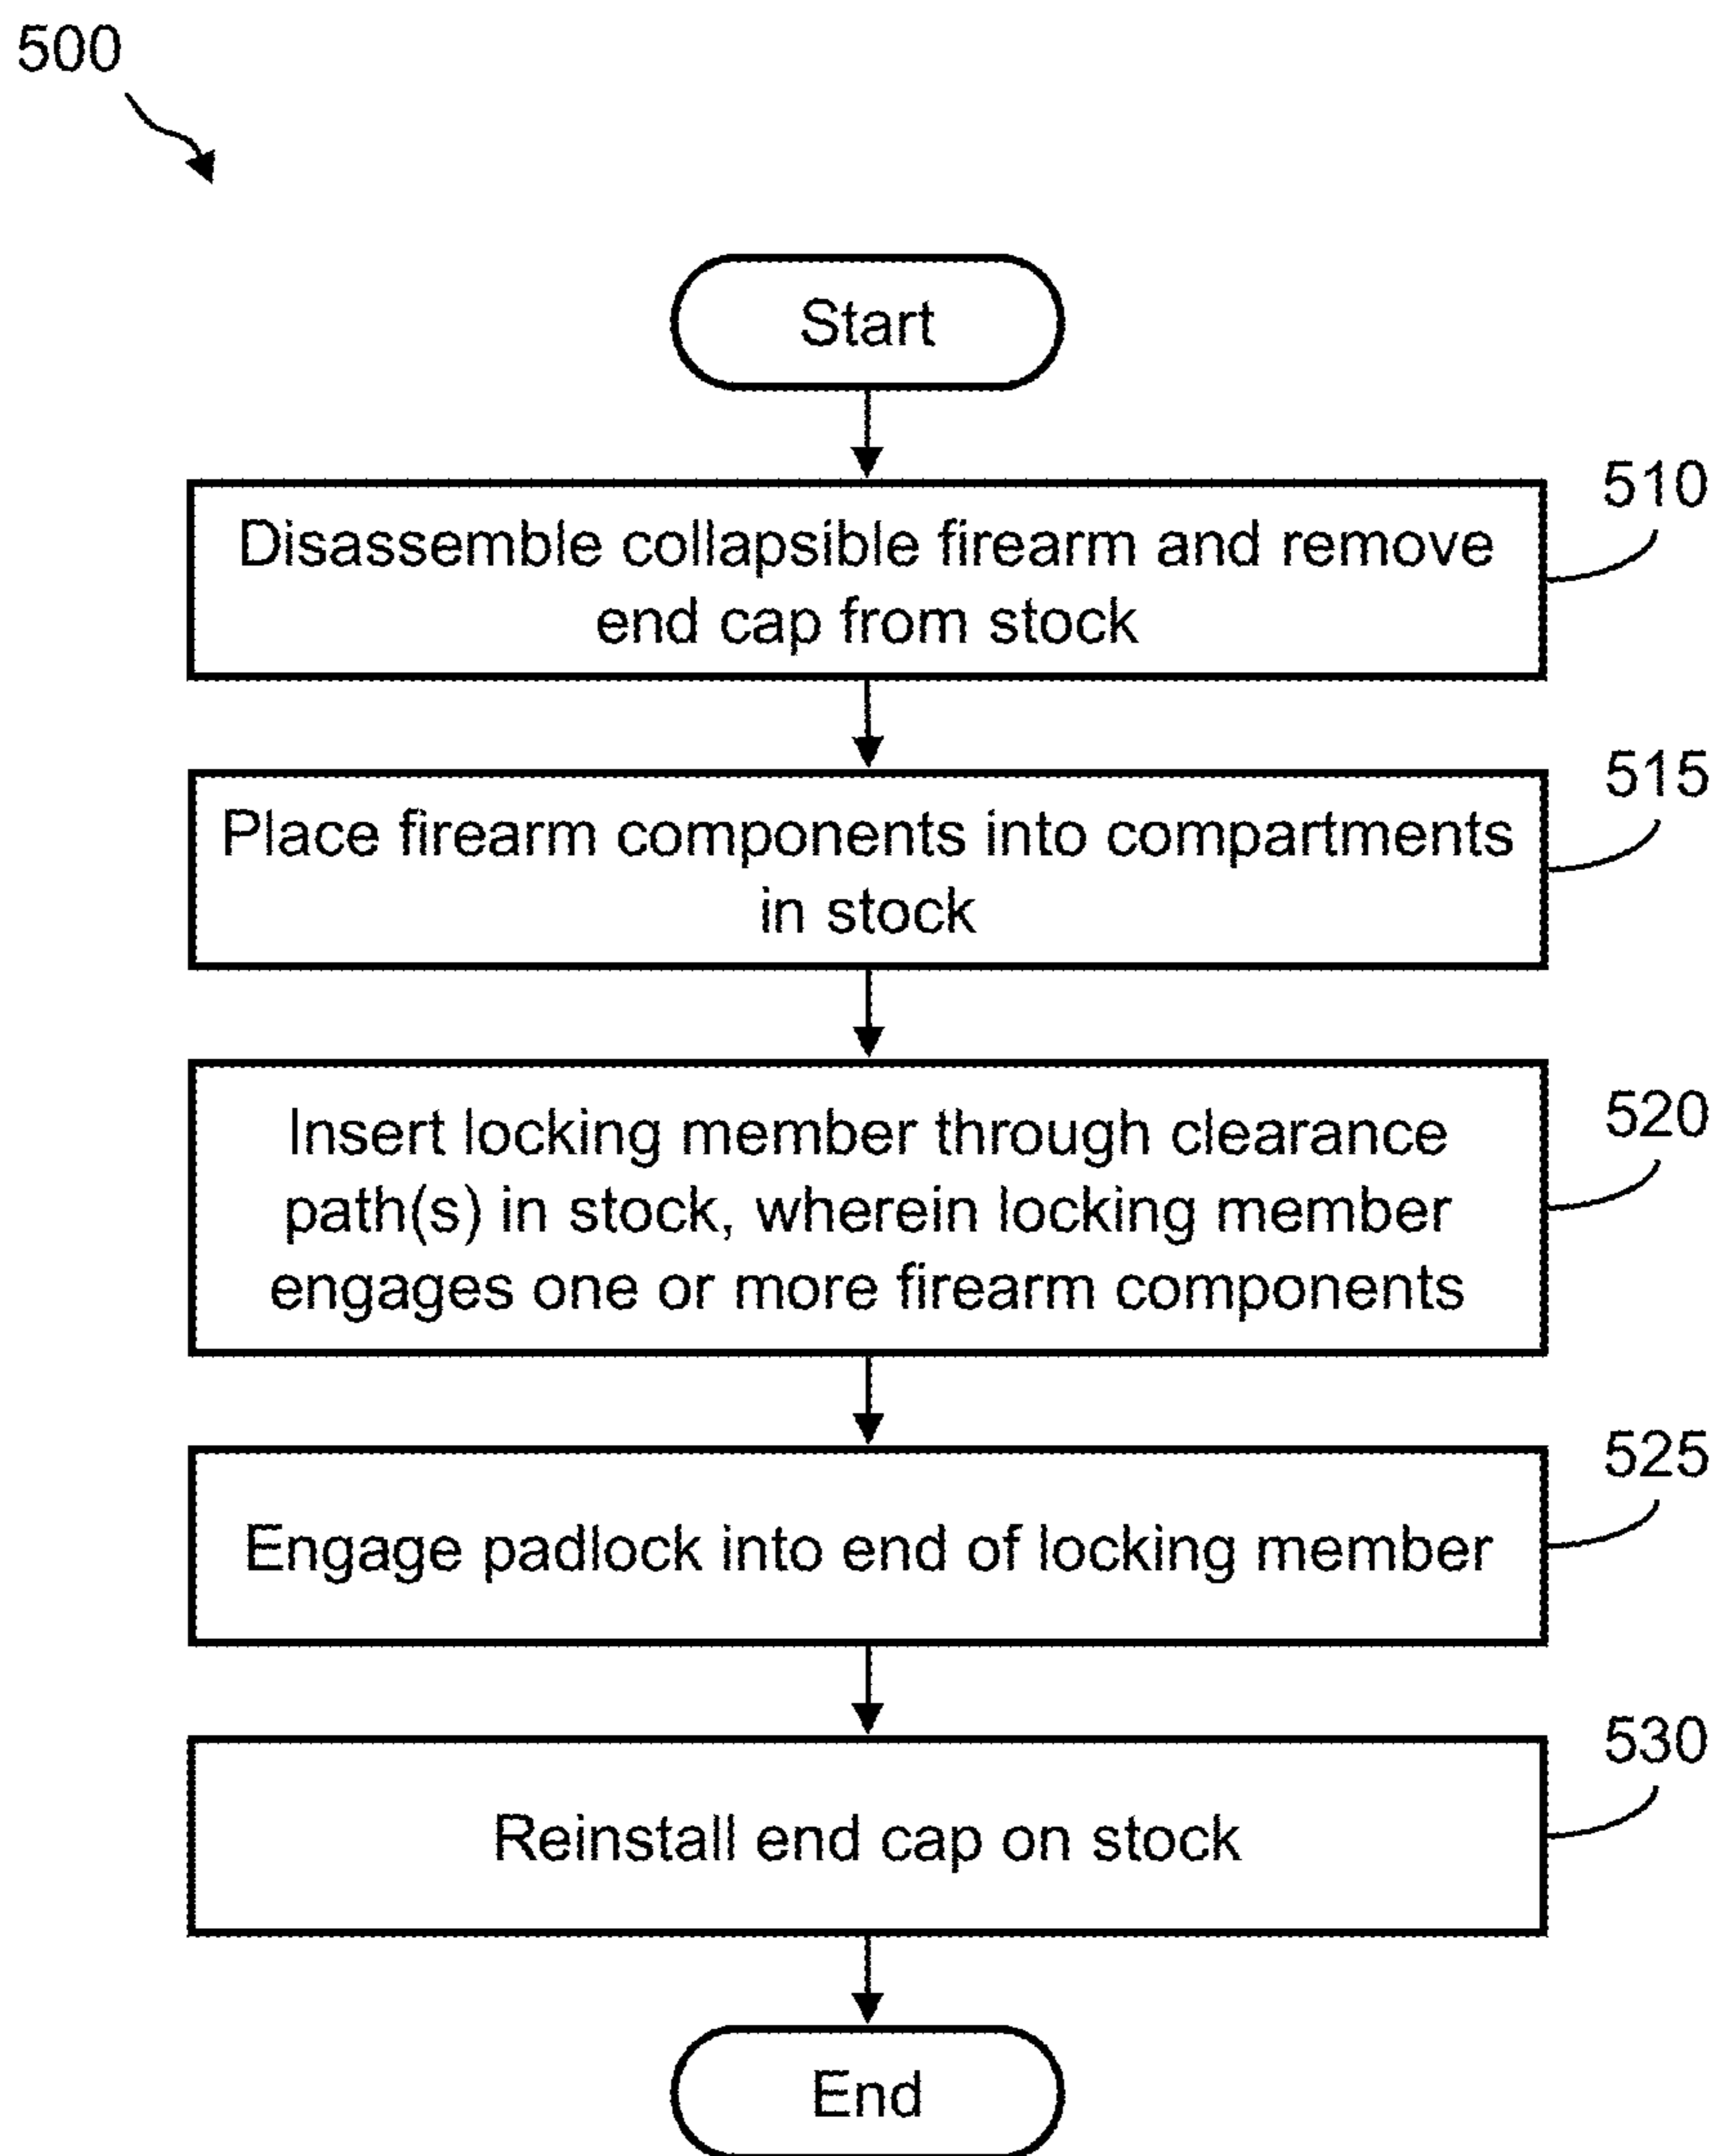 500
Start
510
Disassemble collapsible firearm and remove
end cap from stock
515
Place firearm components into compartments
in stock
520
Insert locking member through clearance
path(s) in stock, wherein locking member
engages one or more firearm components
525
Engage padlock into end of locking member
530
Reinstall end cap on stock
End